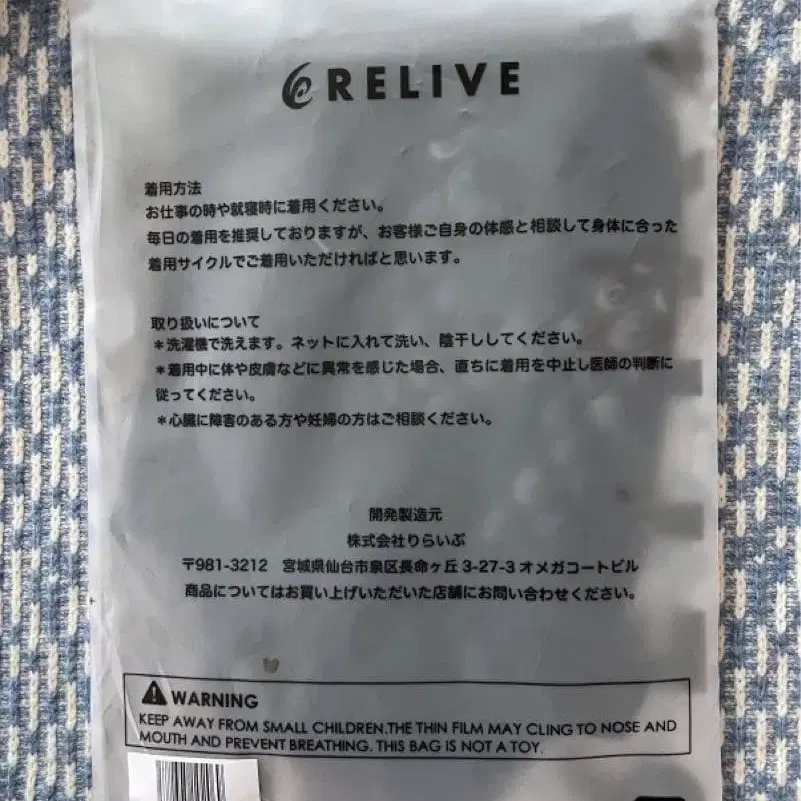 RELIVE
着用方法
お仕事の時や就寝時に着用ください。
毎日の着用を推奨しておりますが、お客様ご自身の体感と相談して身体に合った
着用サイクルでご着用いただければと思います。
取り扱いについて
＊洗濯機で洗えます。ネットに入れて洗い、陰干ししてください。
＊着用中に体や皮膚などに異常を感じた場合、直ちに着用を中止し医師の判断に
従ってください。
＊心臓に障害のある方や妊婦の方はご相談ください。
開発製造元
株式会社りらいぶ
〒981-3212　宮城県仙台市泉区長命ヶ丘 3-27-3 オメガコートビル
商品についてはお買い上げいただいた店舗にお問い合わせください。
WARNING
KEEP AWAY FROM SMALL CHILDREN.THE THIN FILM MAY CLING TO NOSE AND
MOUTH AND PREVENT BREATHING. THIS BAG IS NOT A TOY.